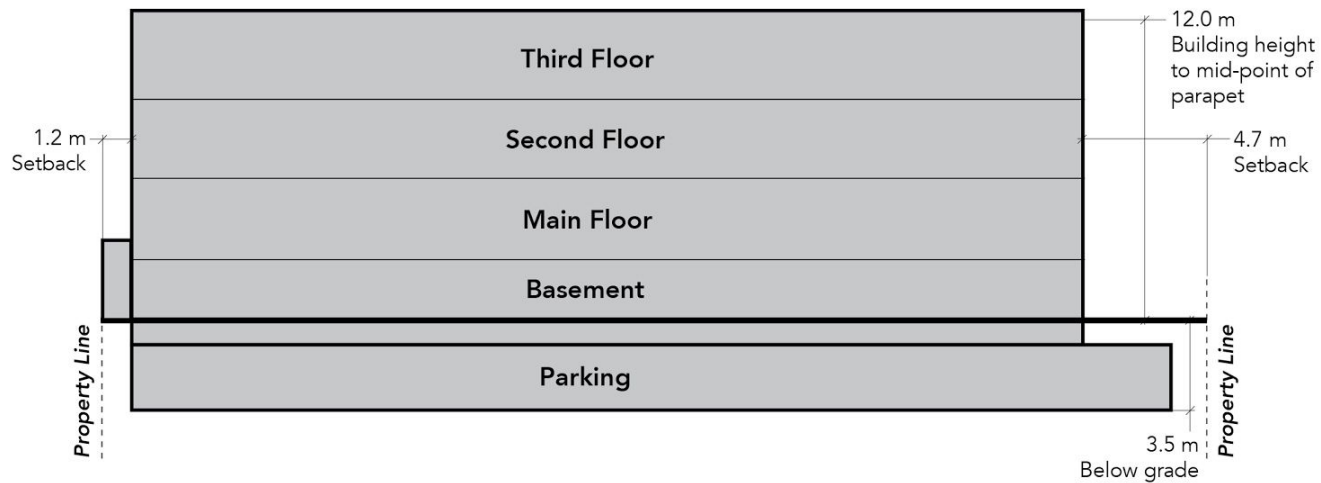 12.0 m
Building height
to mid-point of
parapet
Third Floor
1.2 m
Setback
Second Floor
4.7 m
Setback
Main Floor
Basement
Property Line
Parking
Property Line
3.5 m
Below grade